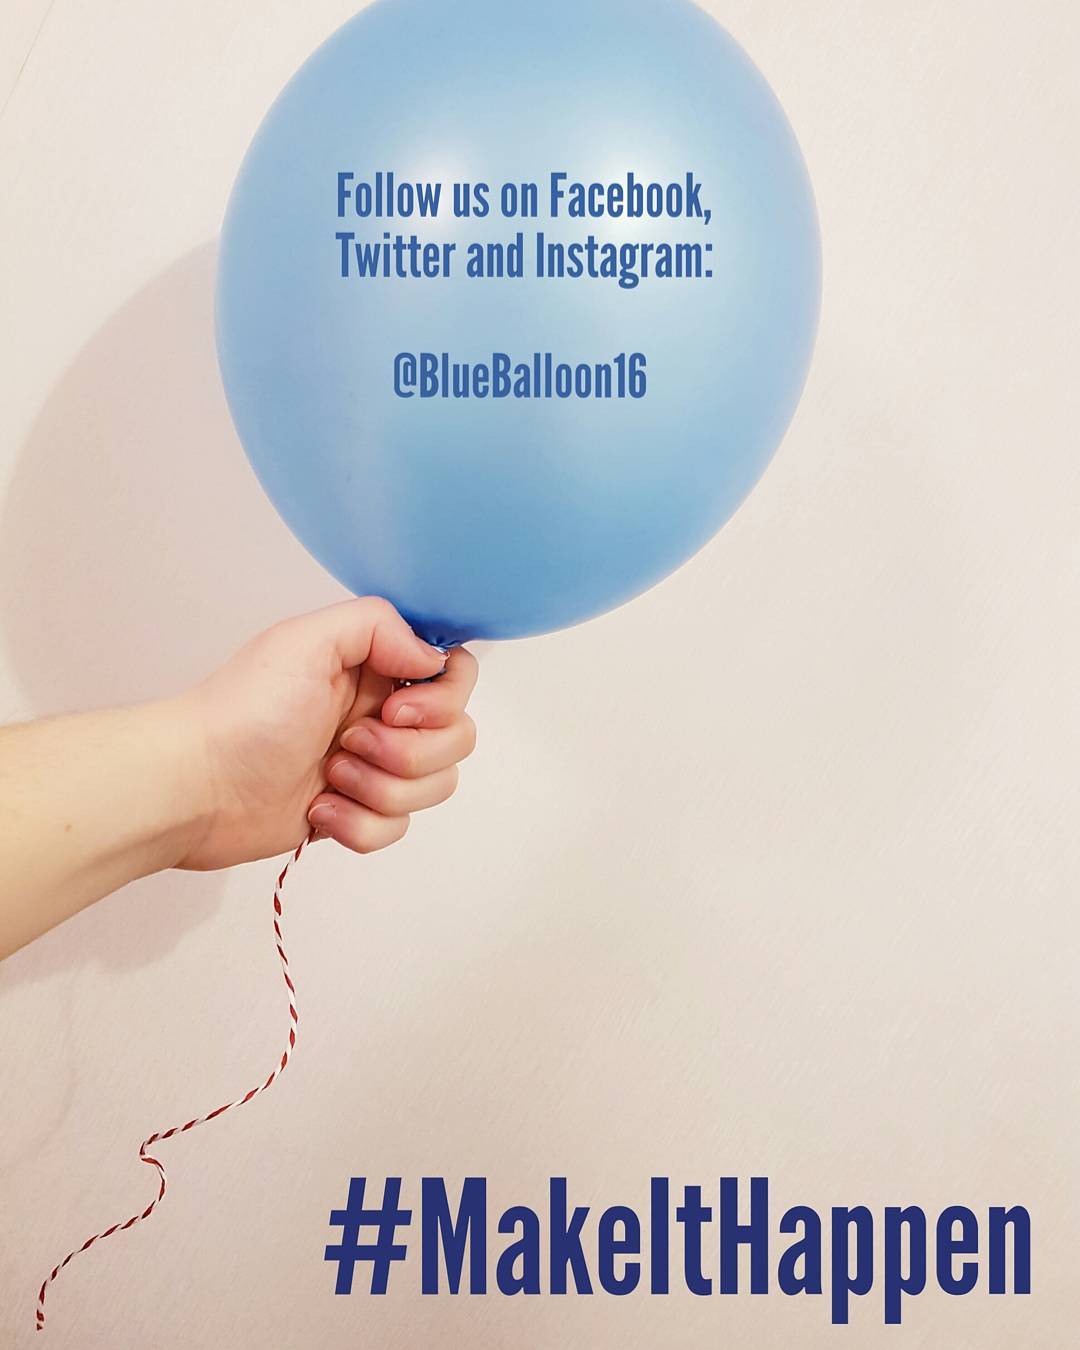 Follow us on Facebook,
Twitter and Instagram:
@BlueBalloon16
#MakeItHappen